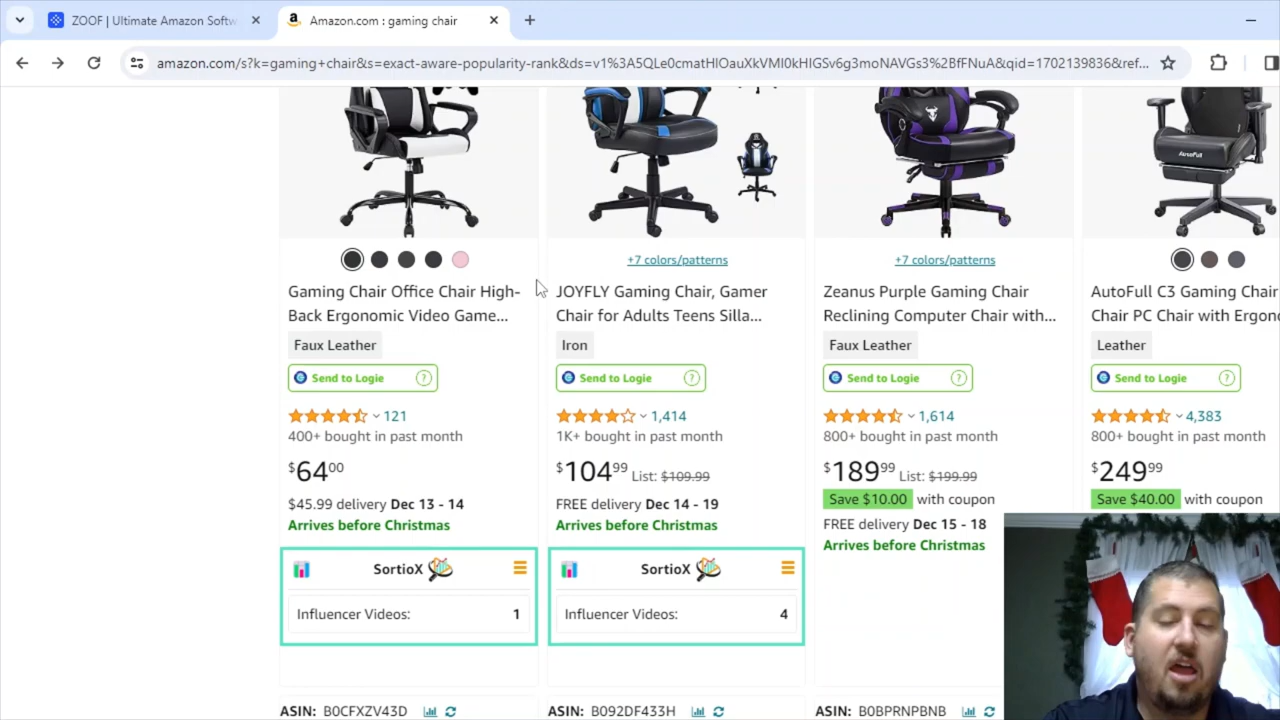 ZOOF | Ultimate Amazon Softw
Amazon.com : gaming chair
amazon.com/s?k=gaming+chair&s=exact-aware-popularity-rank&ds=v1%3A5QLe0cmatHlOauXkVMI0kHIGSv6g3moNAVGs3%2BfFNuA&qid=1702139836&ref...
AutoFull
+7 colors/patterns
+7 colors/patterns
Gaming Chair Office Chair High-
Back Ergonomic Video Game...
Faux Leather
Send to Logie ?
121
400+ bought in past month
$64 00
$45.99 delivery Dec 13 - 14
Arrives before Christmas
SortioX
Influencer Videos: 1
JOYFLY Gaming Chair, Gamer
Chair for Adults Teens Silla...
Iron
Send to Logie ?
1,414
1K+ bought in past month
$104 99 List: $109.99
FREE delivery Dec 14 - 19
Arrives before Christmas
SortioX
Influencer Videos: 4
Zeanus Purple Gaming Chair
Reclining Computer Chair with...
Faux Leather
Send to Logie ?
1,614
800+ bought in past month
$189 99 List: $199.99
Save $10.00 with coupon
FREE delivery Dec 15 - 18
Arrives before Christmas
AutoFull C3 Gaming Chair
Chair PC Chair with Ergon
Leather
Send to Logie ?
4,383
800+ bought in past month
$249 99
Save $40.00 with coupon
ASIN: B0CFXZV43D
ASIN: B092DF433H
ASIN: B0BPRNPBNB